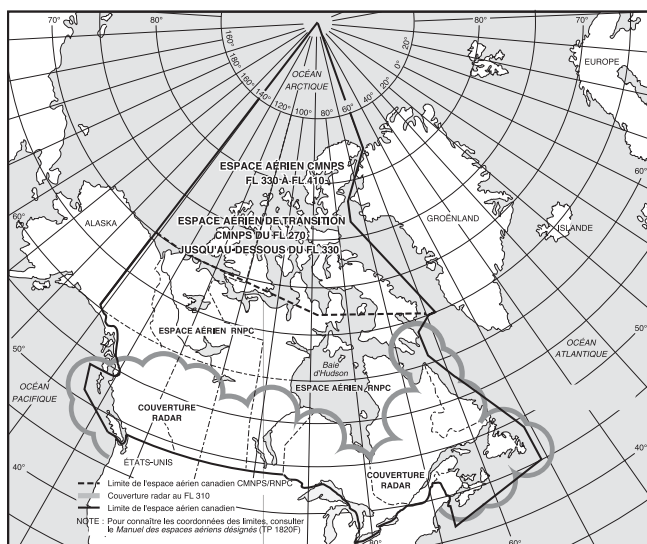 70°
80°
80°
70°
160°
180°
160°
140°
120°
100°
80°
60°
40°
20°
0°
20°
OCÉAN
ARCTIQUE
EUROPE
ESPACE AÉRIEN CMNPS
FL 330 À FL 410
ALASKA
ESPACE AÉRIEN DE TRANSITION
CMNPS DU FL 270
JUSQU'AU-DESSOUS DU FL 330
GROËNLAND
ISLANDE
60°
60°
ESPACE AÉRIEN RNPC
OCÉAN
ATLANTIQUE
50°
50°
Baie
d'Hudson
ESPACE AÉRIEN RNPC
OCÉAN
PACIFIQUE
COUVERTURE
RADAR
40°
40°
ÉTATS-UNIS
COUVERTURE
RADAR
Limite de l'espace aérien canadien CMNPS/RNPC
Couverture radar au FL 310
Limite de l'espace aérien canadien
NOTE : Pour connaître les coordonnées des limites, consulter
le Manuel des espaces aériens désignés (TP 1820F)
80°
60°